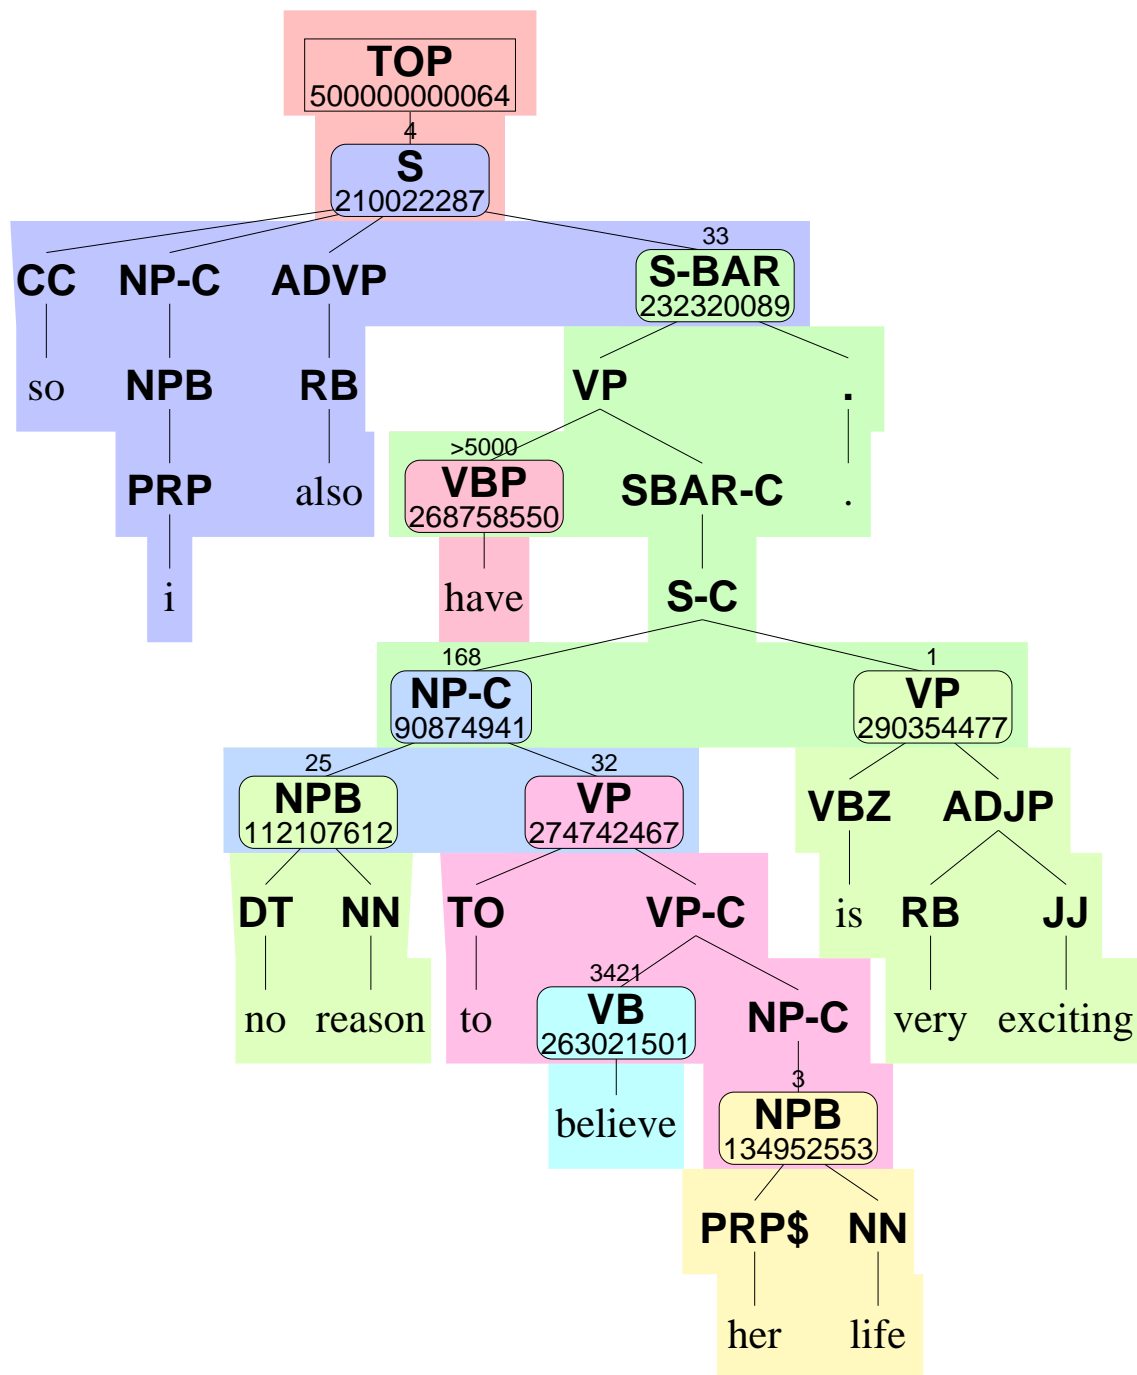 TOP
500000000064
4
S
210022287
33
CC NP-C ADVP S-BAR
232320089
so NPB RB VP .
>5000
PRP also VBP SBAR-C .
268758550
i have S-C
168 1
NP-C VP
90874941 290354477
25 32
NPB VP VBZ ADJP
112107612 274742467
DT NN TO VP-C is RB JJ
3421
no reason to VB NP-C very exciting
263021501
3
believe NPB
134952553
PRP$ NN
her life